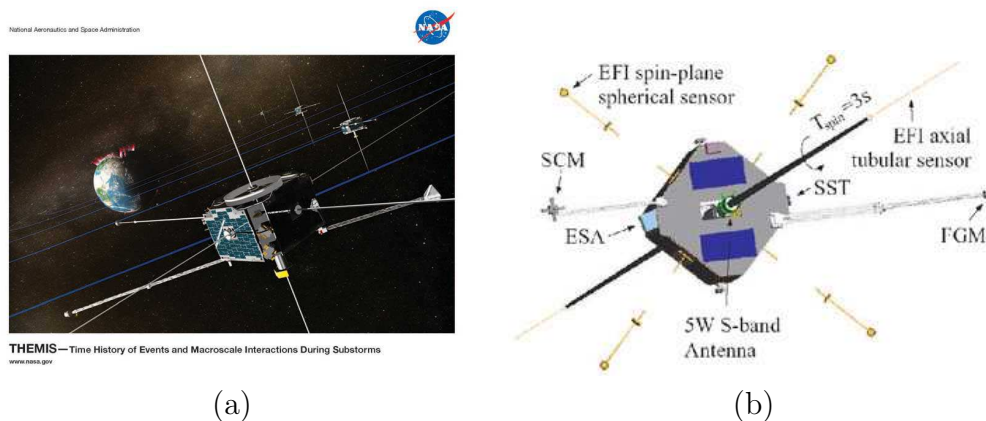 National Aeronautics and Space Administration
NASA
THEMIS—Time History of Events and Macroscale Interactions During Substorms
www.nasa.gov
(a)
EFI spin-plane
spherical sensor
Tspin=3s
EFI axial
tubular sensor
SCM
SST
ESA
FGM
5W S-band
Antenna
(b)